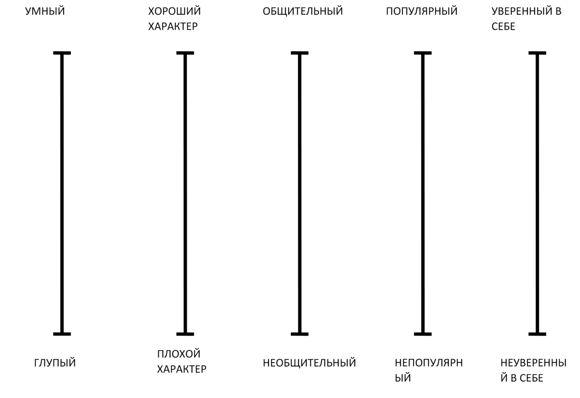 УМНЫЙ
ХОРОШИЙ
ХАРАКТЕР
ОБЩИТЕЛЬНЫЙ
ПОПУЛЯРНЫЙ
УВЕРЕННЫЙ В
СЕБЕ
ГЛУПЫЙ
ПЛОХОЙ
ХАРАКТЕР
НЕОБЩИТЕЛЬНЫЙ
НЕПОПУЛЯРН
ЫЙ
НЕУВЕРЕННЫ
Й В СЕБЕ